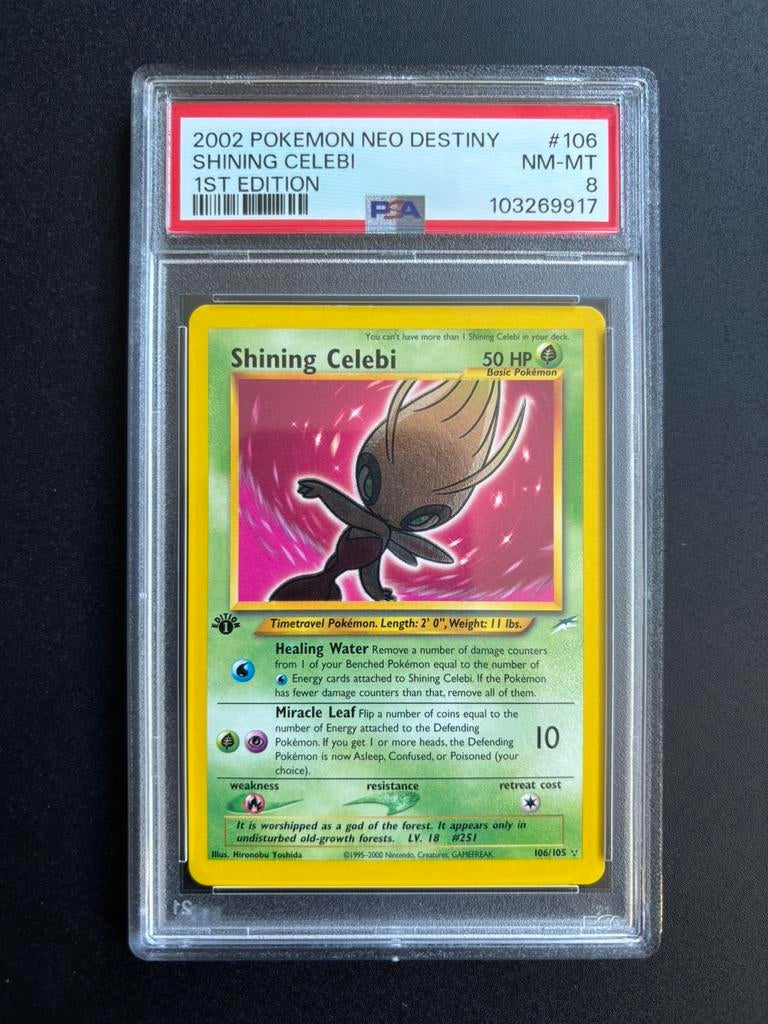 2002 POKEMON NEO DESTINY #106
SHINING CELEBI NM-MT
1ST EDITION 8
PSA 103269917
You can't have more than 1 Shining Celebi in your deck.
Shining Celebi 50 HP
Basic Pokémon
EDITION 1
Timetravel Pokémon. Length: 2' 0", Weight: 11 lbs.
Healing Water Remove a number of damage counters
from 1 of your Benched Pokémon equal to the number of
Energy cards attached to Shining Celebi. If the Pokémon
has fewer damage counters than that, remove all of them.
Miracle Leaf Flip a number of coins equal to the
number of Energy attached to the Defending
Pokémon. If you get 1 or more heads, the Defending 10
Pokémon is now Asleep, Confused, or Poisoned (your
choice).
weakness resistance retreat cost
It is worshipped as a god of the forest. It appears only in
undisturbed old-growth forests. LV. 18 #251
Illus. Hironobu Yoshida ©1995-2000 Nintendo, Creatures, GAMEFREAK. 106/105